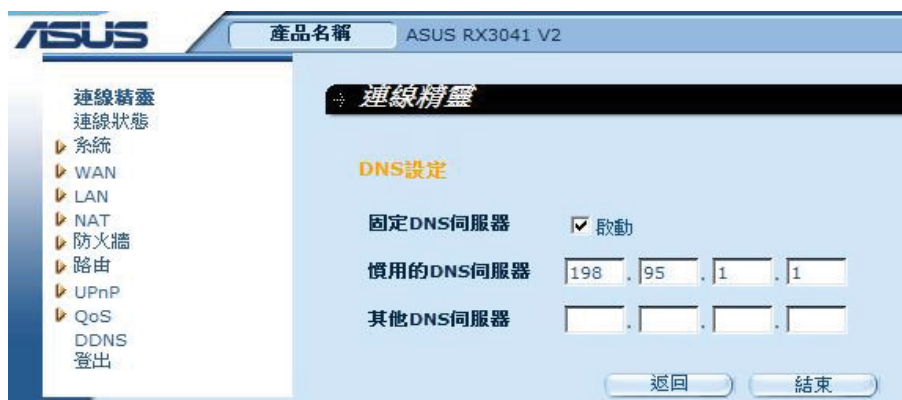 ASUS
產品名稱 ASUS RX3041 V2
連線精靈
連線狀態
系統
WAN
LAN
NAT
防火牆
路由
UPnP
QoS
DDNS
登出
連線精靈
DNS設定
固定DNS伺服器 啟動
慣用的DNS伺服器 198 . 95 . 1 . 1
其他DNS伺服器 . . .
返回 結束